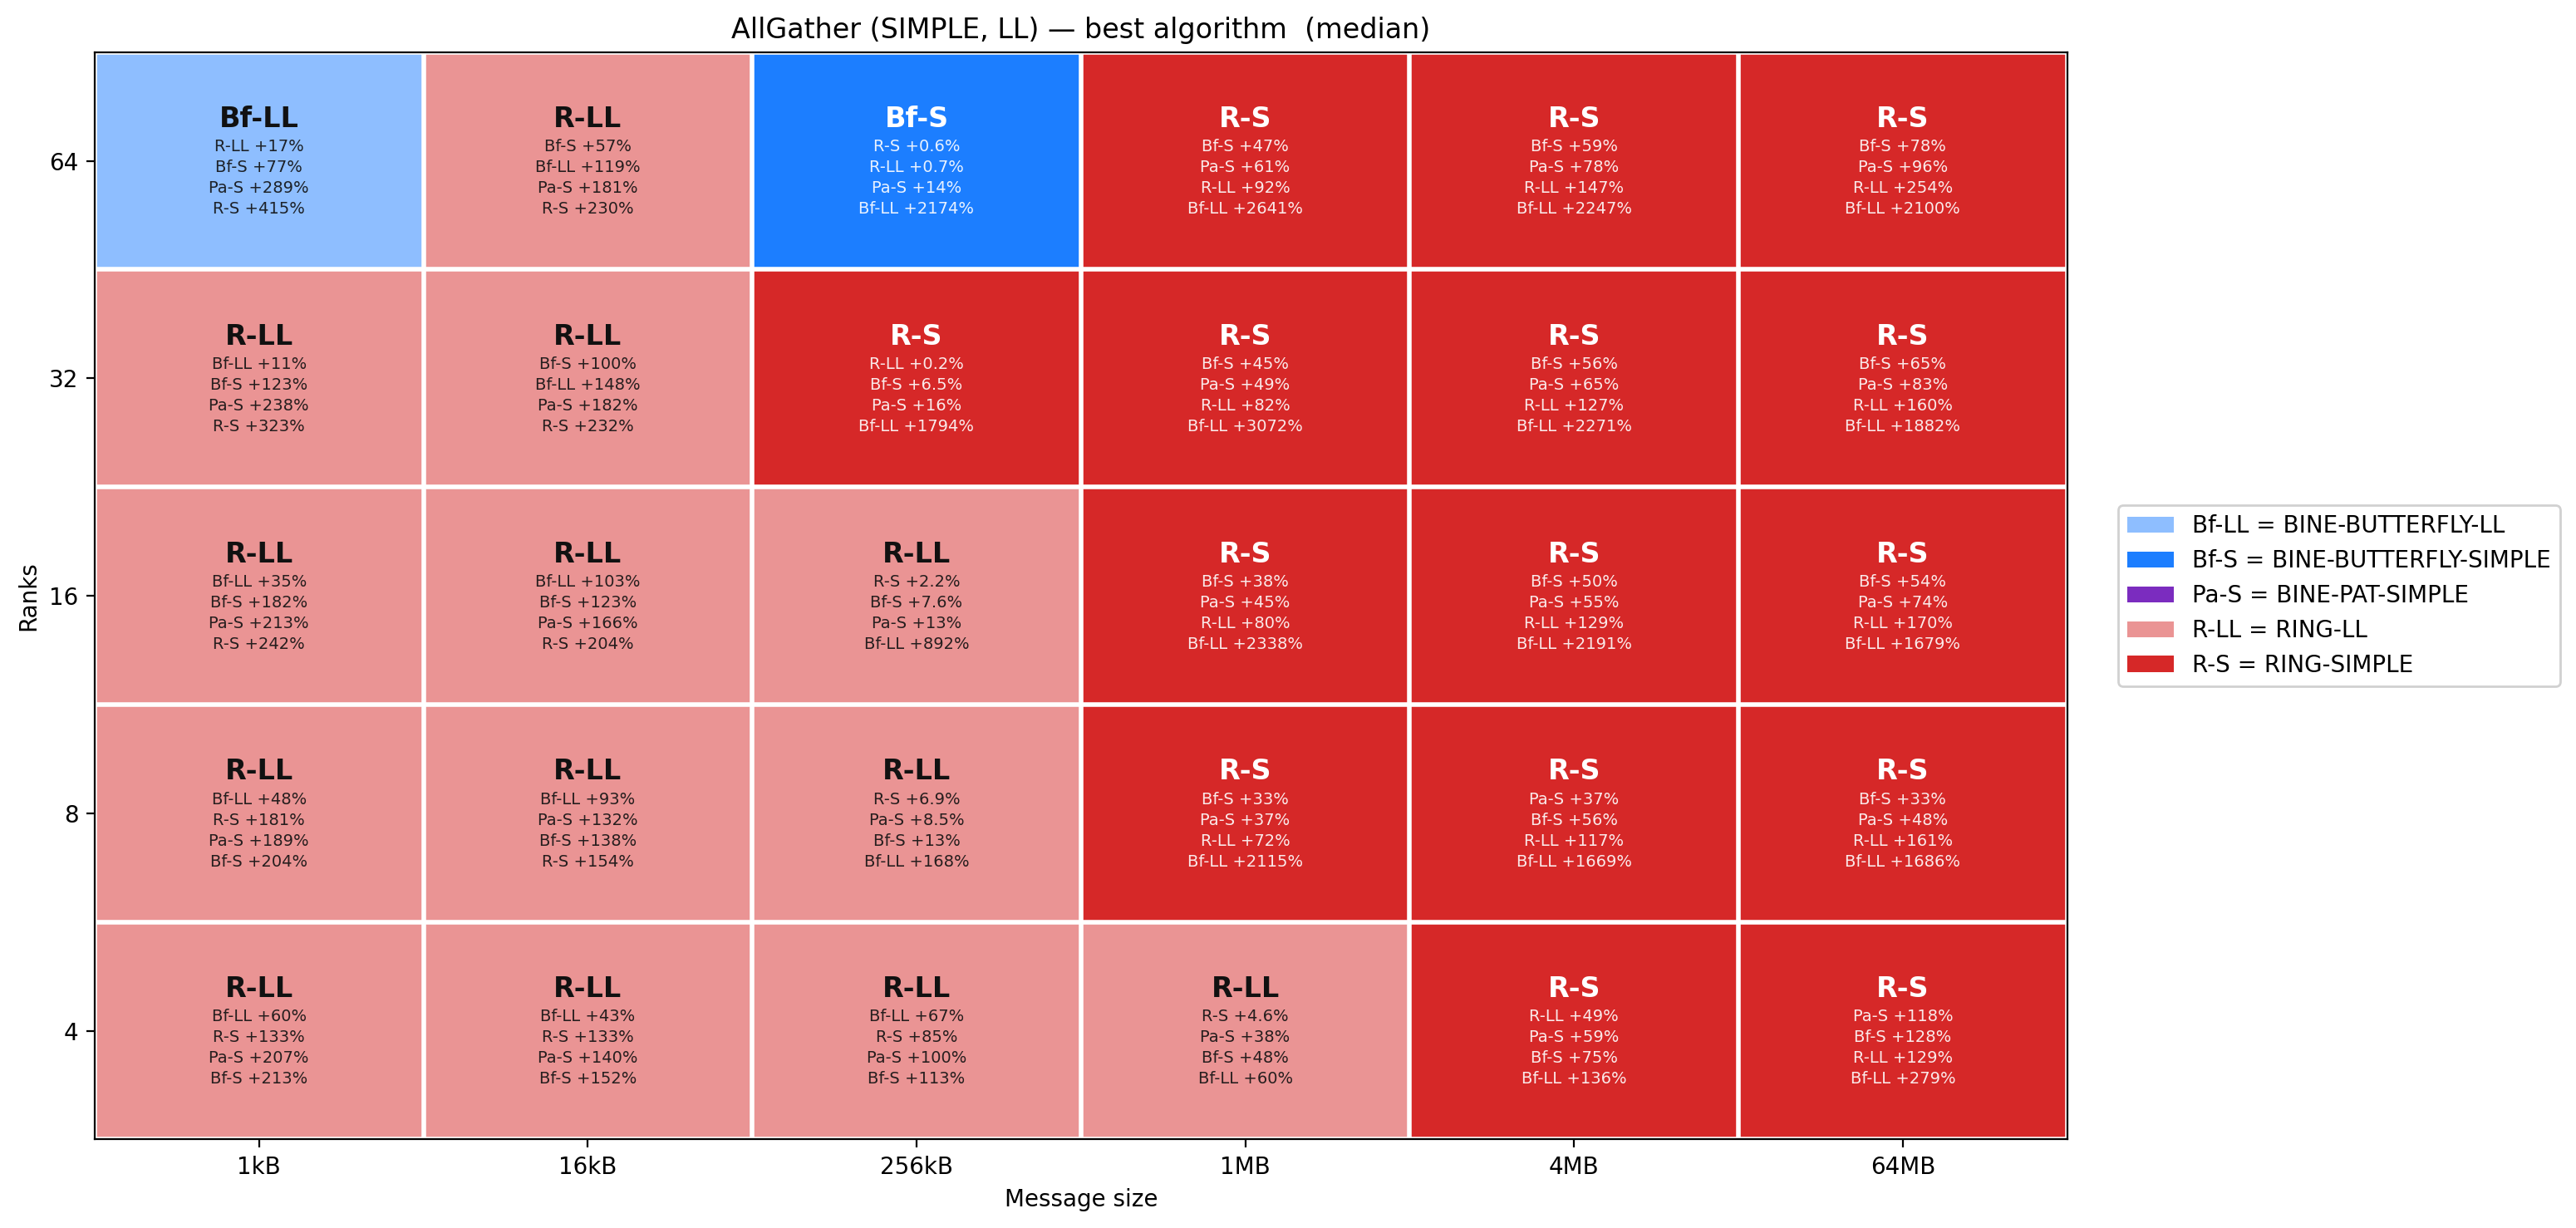 AllGather (SIMPLE, LL) — best algorithm  (median)
Ranks
64
Bf-LL
R-LL +17%
Bf-S +77%
Pa-S +289%
R-S +415%
R-LL
Bf-S +57%
Bf-LL +119%
Pa-S +181%
R-S +230%
Bf-S
R-S +0.6%
R-LL +0.7%
Pa-S +14%
Bf-LL +2174%
R-S
Bf-S +47%
Pa-S +61%
R-LL +92%
Bf-LL +2641%
R-S
Bf-S +59%
Pa-S +78%
R-LL +147%
Bf-LL +2247%
R-S
Bf-S +78%
Pa-S +96%
R-LL +254%
Bf-LL +2100%
32
R-LL
Bf-LL +11%
Bf-S +123%
Pa-S +238%
R-S +323%
R-LL
Bf-S +100%
Bf-LL +148%
Pa-S +182%
R-S +232%
R-S
R-LL +0.2%
Bf-S +6.5%
Pa-S +16%
Bf-LL +1794%
R-S
Bf-S +45%
Pa-S +49%
R-LL +82%
Bf-LL +3072%
R-S
Bf-S +56%
Pa-S +65%
R-LL +127%
Bf-LL +2271%
R-S
Bf-S +65%
Pa-S +83%
R-LL +160%
Bf-LL +1882%
16
R-LL
Bf-LL +35%
Bf-S +182%
Pa-S +213%
R-S +242%
R-LL
Bf-LL +103%
Bf-S +123%
Pa-S +166%
R-S +204%
R-LL
R-S +2.2%
Bf-S +7.6%
Pa-S +13%
Bf-LL +892%
R-S
Bf-S +38%
Pa-S +45%
R-LL +80%
Bf-LL +2338%
R-S
Bf-S +50%
Pa-S +55%
R-LL +129%
Bf-LL +2191%
R-S
Bf-S +54%
Pa-S +74%
R-LL +170%
Bf-LL +1679%
8
R-LL
Bf-LL +48%
R-S +181%
Pa-S +189%
Bf-S +204%
R-LL
Bf-LL +93%
Pa-S +132%
Bf-S +138%
R-S +154%
R-LL
R-S +6.9%
Pa-S +8.5%
Bf-S +13%
Bf-LL +168%
R-S
Bf-S +33%
Pa-S +37%
R-LL +72%
Bf-LL +2115%
R-S
Pa-S +37%
Bf-S +56%
R-LL +117%
Bf-LL +1669%
R-S
Bf-S +33%
Pa-S +48%
R-LL +161%
Bf-LL +1686%
4
R-LL
Bf-LL +60%
R-S +133%
Pa-S +207%
Bf-S +213%
R-LL
Bf-LL +43%
R-S +133%
Pa-S +140%
Bf-S +152%
R-LL
Bf-LL +67%
R-S +85%
Pa-S +100%
Bf-S +113%
R-LL
R-S +4.6%
Pa-S +38%
Bf-S +48%
Bf-LL +60%
R-S
R-LL +49%
Pa-S +59%
Bf-S +75%
Bf-LL +136%
R-S
Pa-S +118%
Bf-S +128%
R-LL +129%
Bf-LL +279%
1kB
16kB
256kB
1MB
4MB
64MB
Message size
Bf-LL = BINE-BUTTERFLY-LL
Bf-S = BINE-BUTTERFLY-SIMPLE
Pa-S = BINE-PAT-SIMPLE
R-LL = RING-LL
R-S = RING-SIMPLE